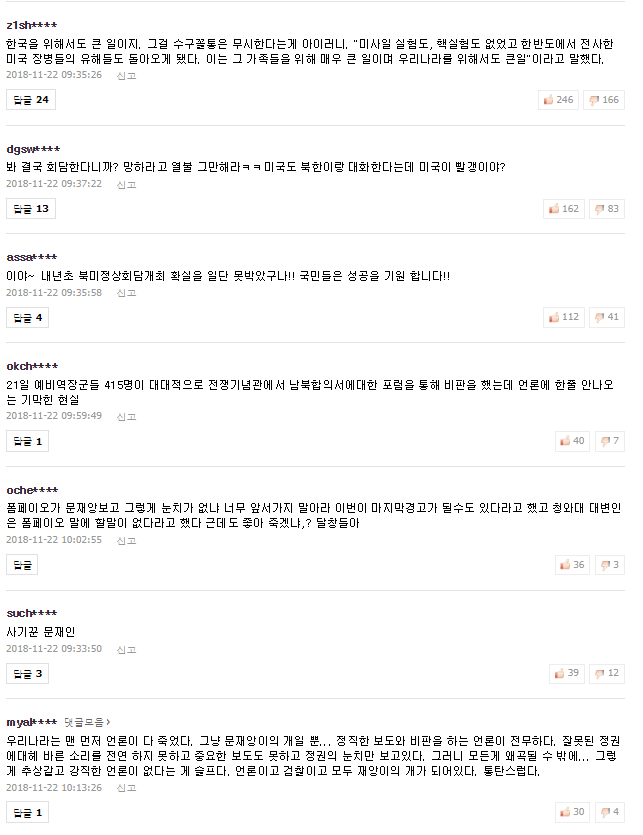 z1sh****
한국을 위해서도 큰 일이지. 그걸 수구꼴통은 무시한다는게 아이러니. "미사일 실험도, 핵실험도 없었고 한반도에서 전사한
미국 장병들의 유해들도 돌아오게 됐다. 이는 그 가족들을 위해 매우 큰 일이며 우리나라를 위해서도 큰일"이라고 말했다.
2018-11-22 09:35:26 신고
답글 24 246 166
dgsw****
봐 결국 회담한다니까? 망하라고 열불 그만해라ㅋㅋ미국도 북한이랑 대화한다는데 미국이 빨갱이야?
2018-11-22 09:37:22 신고
답글 13 162 83
assa****
이야~ 내년초 북미정상회담개최 확실을 일단 못박았구나!! 국민들은 성공을 기원 합니다!!
2018-11-22 09:35:58 신고
답글 4 112 41
okch****
21일 예비역장군들 415명이 대대적으로 전쟁기념관에서 남북합의서에대한 포럼을 통해 비판을 했는데 언론에 한줄 안나오
는 기막힌 현실
2018-11-22 09:59:49 신고
답글 1 40 7
oche****
폼페이오가 문재앙보고 그렇게 눈치가 없냐 너무 앞서가지 말아라 이번이 마지막경고가 될수도 있다라고 했고 청와대 대변인
은 폼페이오 말에 할말이 없다라고 했다 근데도 좋아 죽겠냐,? 달창들아
2018-11-22 10:02:55 신고
답글 36 3
such****
사기꾼 문재인
2018-11-22 09:33:50 신고
답글 3 39 12
myal**** 댓글모음 ›
우리나라는 맨 먼저 언론이 다 죽었다. 그냥 문재앙이의 개일 뿐... 정직한 보도와 비판을 하는 언론이 전무하다. 잘못된 정권
에대헤 바른 소리를 전연 하지 못하고 중요한 보도도 못하고 정권의 눈치만 보고있다. 그러니 모든게 왜곡될 수 밖에... 그렇
게 추상같고 강직한 언론이 없다는 게 슬프다. 언론이고 검찰이고 모두 재앙이의 개가 되어있다. 통탄스럽다.
2018-11-22 10:13:26 신고
답글 1 30 4